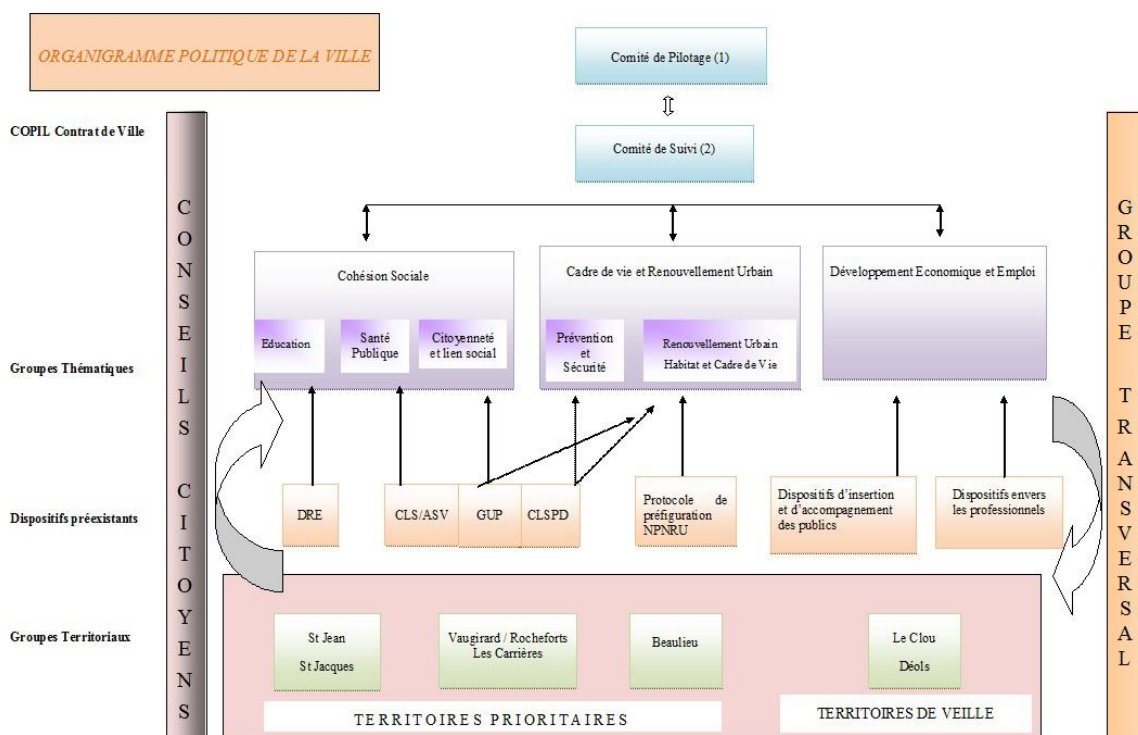 ORGANIGRAMME POLITIQUE DE LA VILLE
Comité de Pilotage (1)
COPIL Contrat de Ville
Comité de Suivi (2)
CONSEILS CITOYENS
GROUPE TRANSVERSAL
Cohésion Sociale
Cadre de vie et Renouvellement Urbain
Développement Economique et Emploi
Education
Santé
Publique
Citoyenneté
et lien social
Prévention
et
Sécurité
Renouvellement Urbain
Habitat et Cadre de Vie
Groupes Thématiques
Dispositifs préexistants
DRE
CLS/ASV
GUP
CLSPD
Protocole de
préfiguration
NPNRU
Dispositifs d'insertion
et d'accompagnement
des publics
Dispositifs envers
les professionnels
Groupes Territoriaux
St Jean
St Jacques
Vaugirard / Rocheforts
Les Carrières
Beaulieu
Le Clou
Déols
TERRITOIRES PRIORITAIRES
TERRITOIRES DE VEILLE